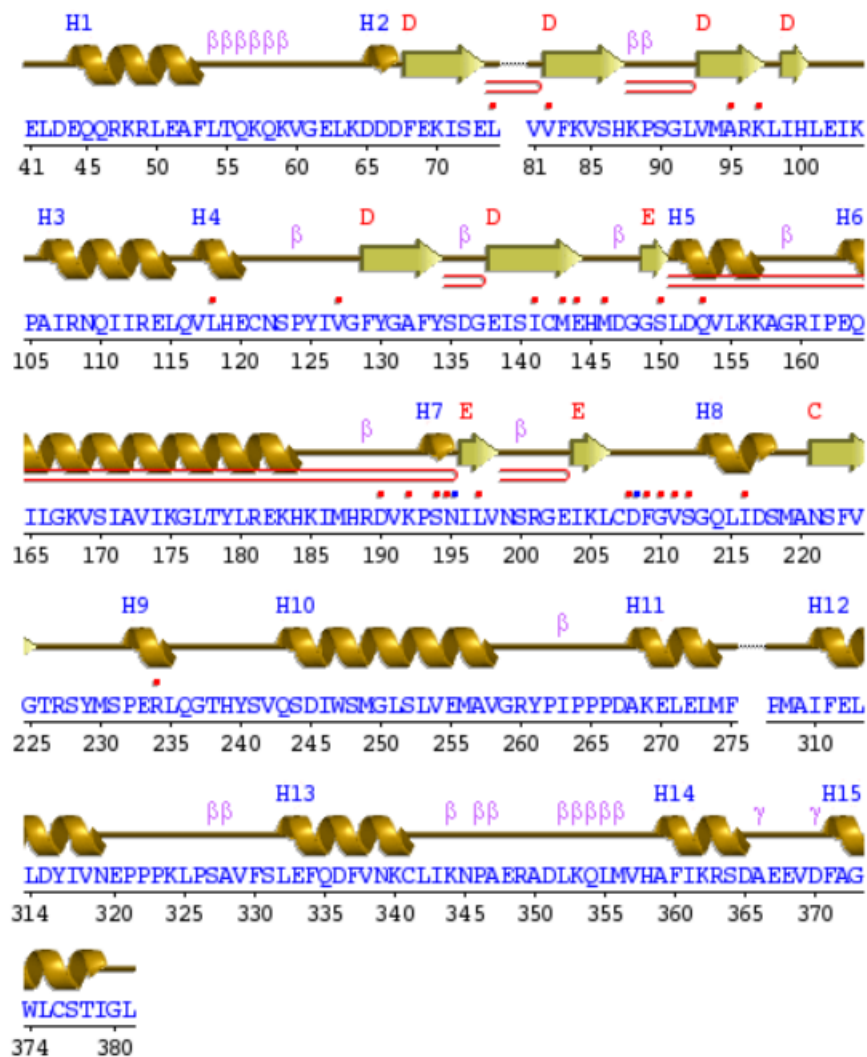 H1 ββββββ H2 D D ββ D D
ELDEQQRKRLEAFLTQKQKVGELKDDDFEKISEL VVFKVSHKPSGLVMARKLIHLEIK
41 45 50 55 60 65 70 81 85 90 95 100
H3 H4 β D D β β E H5 β H6
PAIRNQIIRELQVLHECNSPYIVGFYGAFYSDGEISICMEHMDGGSLDQVLKKAGRIPEQ
105 110 115 120 125 130 135 140 145 150 155 160
β H7 E β E H8 C
ILGKVSIAVIKGLTYLREKHKIMHRDVKPSNILVNSRGEIKLCDFGVSGQLIDSMANSFV
165 170 175 180 185 190 195 200 205 210 215 220
H9 H10 β H11 H12
GTRSYMSPERLQGTHYSVQSDIWSMGLSLVEMAVGRYPIPPPDAKELELMF PMAIFEL
225 230 235 240 245 250 255 260 265 270 275 310
ββ H13 β ββ βββββ H14 γ γ H15
LDYIVNEPPPKLPSAVFSLEFQDFVNKCLIKNPAERADLKQLMVHAFIKRSDAEEVDFAG
314 320 325 330 335 340 345 350 355 360 365 370
WLCSTIGL
374 380